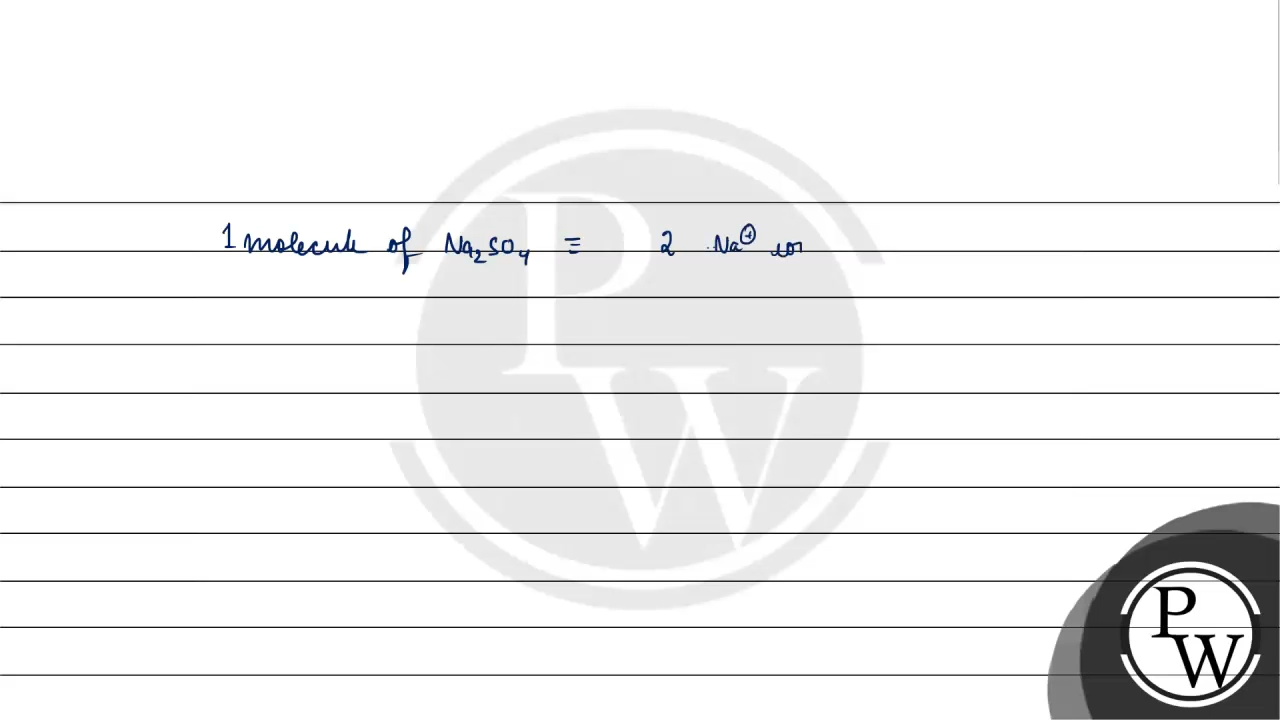 1 molecule of Na₂SO₄ ≡ 2 Na⊕ ion
P
W
P
W